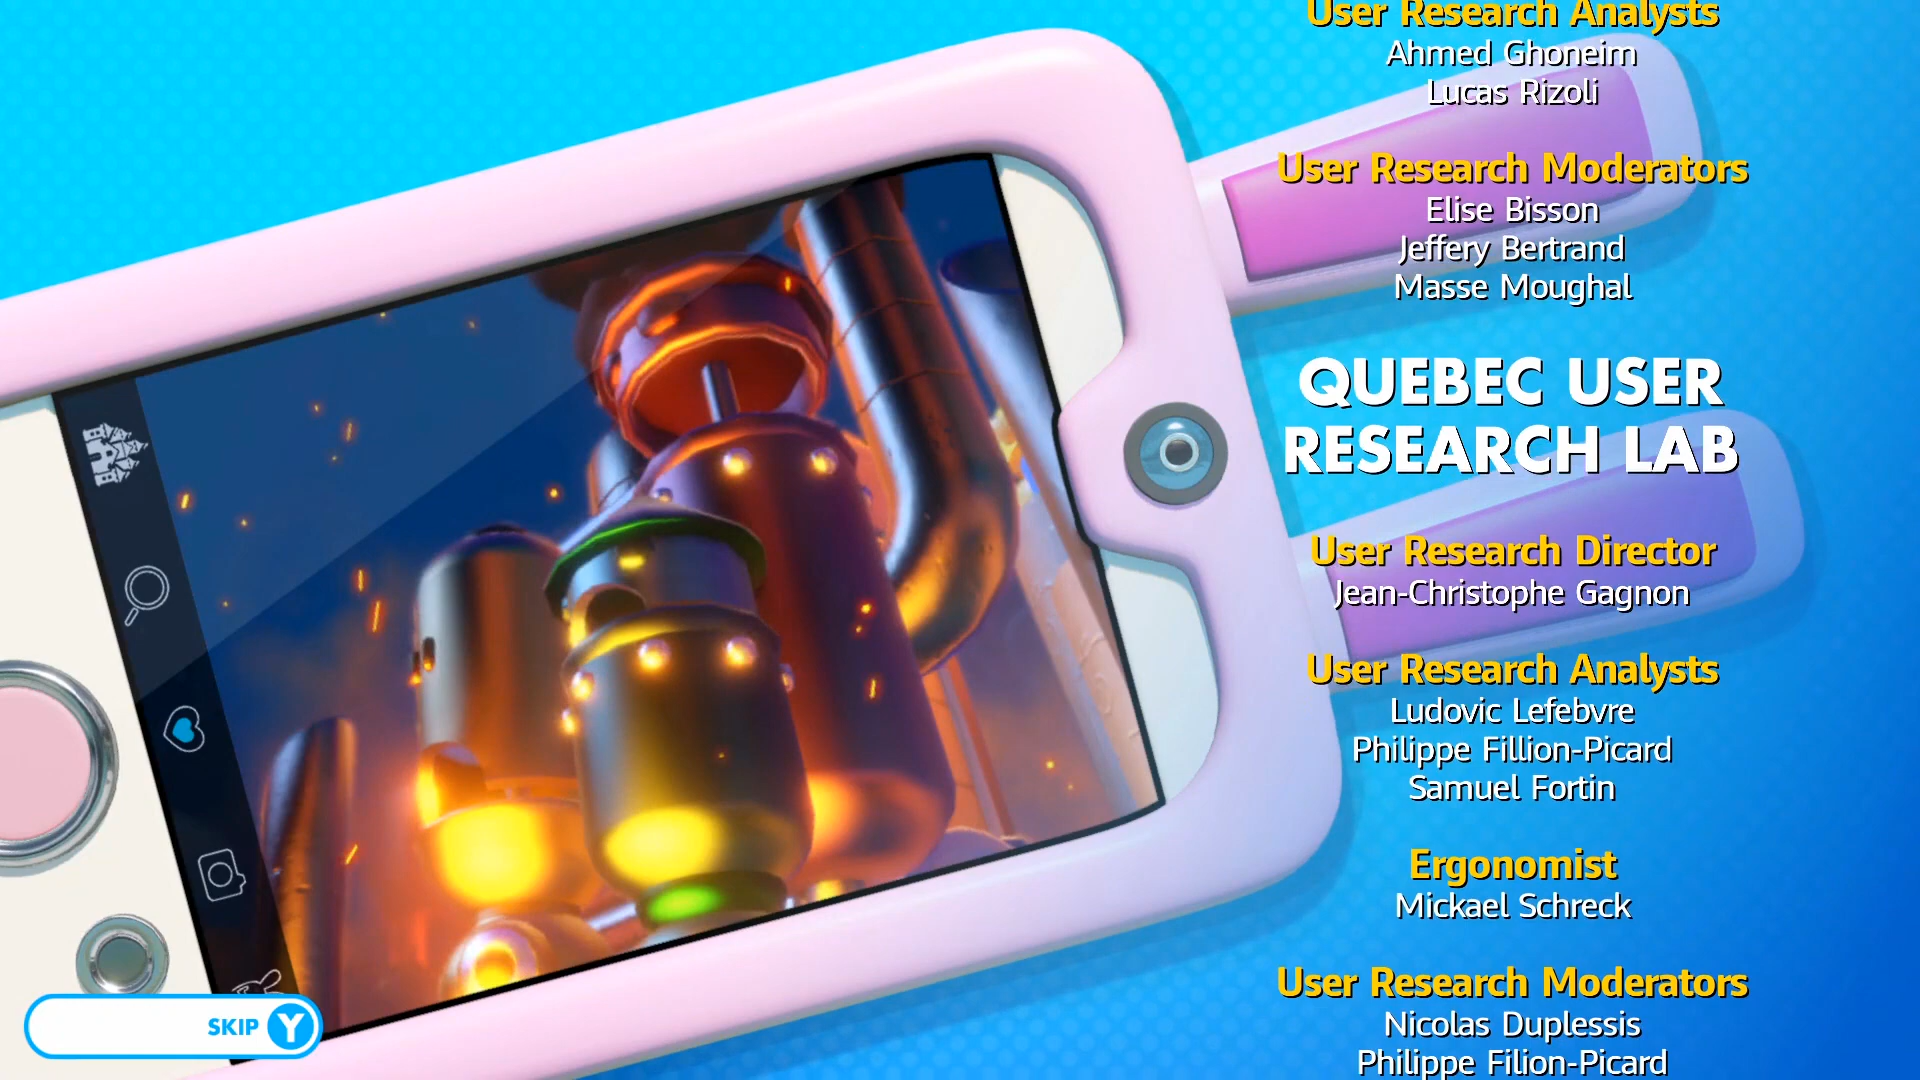 User Research Analysts
Ahmed Ghoneim
Lucas Rizoli
User Research Moderators
Elise Bisson
Jeffery Bertrand
Masse Moughal
QUEBEC USER
RESEARCH LAB
User Research Director
Jean-Christophe Gagnon
User Research Analysts
Ludovic Lefebvre
Philippe Fillion-Picard
Samuel Fortin
Ergonomist
Mickael Schreck
User Research Moderators
Nicolas Duplessis
Philippe Filion-Picard
SKIP Y